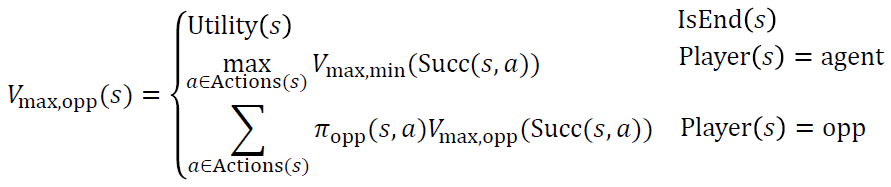 Utility(s) IsEnd(s)
V_max,opp(s) = { max_{a∈Actions(s)} V_max,min(Succ(s, a)) Player(s) = agent
∑_{a∈Actions(s)} π_opp(s, a)V_max,opp(Succ(s, a)) Player(s) = opp